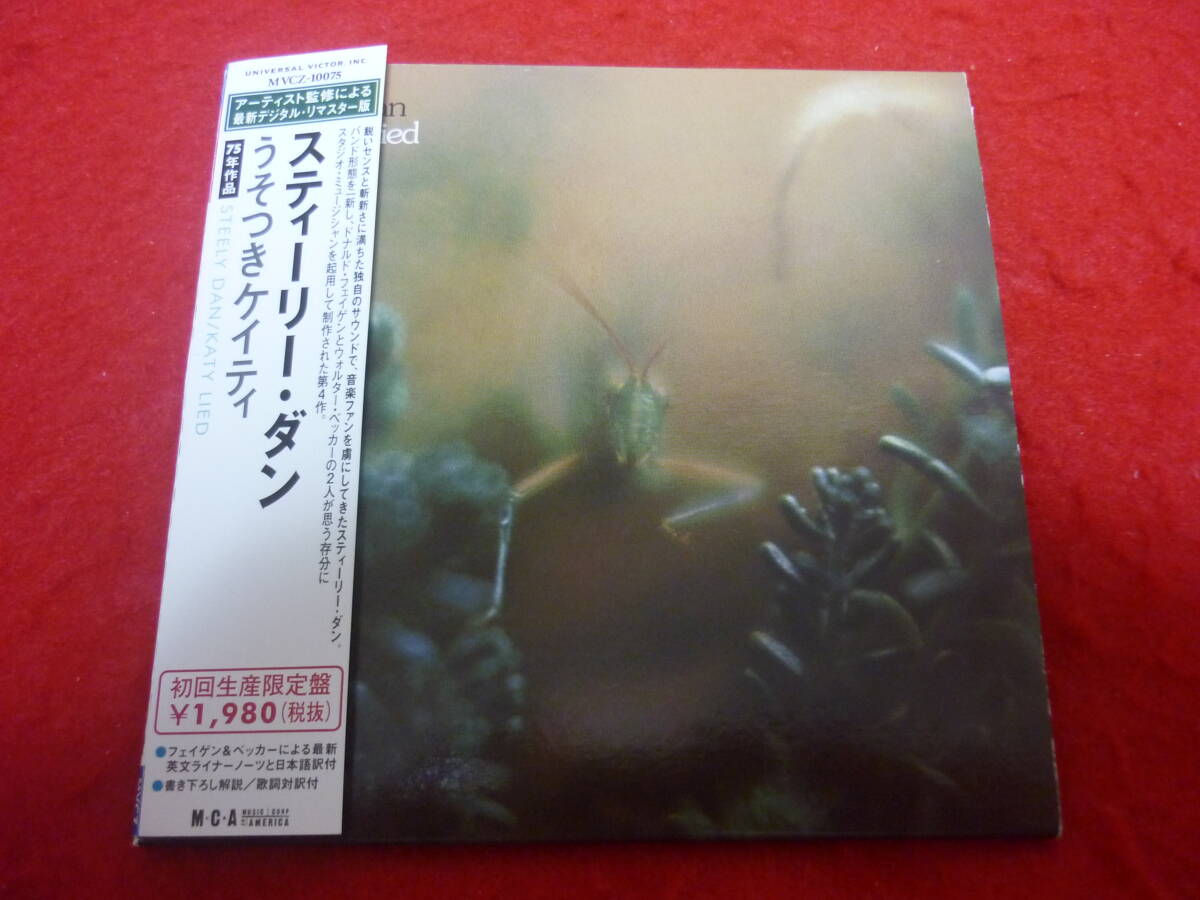 UNIVERSAL VICTOR, INC.
MVCZ-10075
アーティスト監修による
最新デジタル・リマスター版
鋭いセンスと斬新さに満ちた独自のサウンドで、音楽ファンを虜にしてきたスティーリー・ダン。
バンド形態を一新し、ドナルド・フェイゲンとウォルター・ベッカーの2人が思う存分に
スタジオ・ミュージシャンを起用して制作された第4作。
スティーリー・ダン
うそつきケイティ
75年作品
STEELY DAN/KATY LIED
初回生産限定盤
¥1,980(税抜)
●フェイゲン&ベッカーによる最新
英文ライナーノーツと日本語訳付
●書き下ろし解説/歌詞対訳付
M·C·A MUSIC CORP
OF AMERICA
an
ied